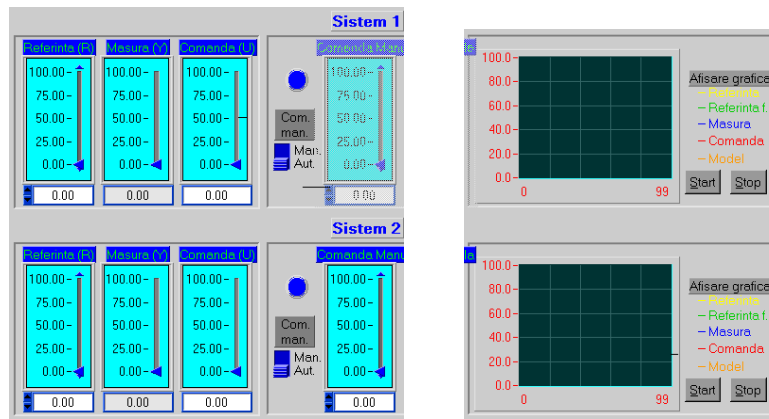 Sistem 1
Referinta (R) Masura (Y) Comanda (U) Comanda Manu
100.00 100.00 100.00 100.00
75.00 75.00 75.00 75.00
50.00 50.00 50.00 50.00
25.00 25.00 25.00 25.00
0.00 0.00 0.00 0.00
0.00 0.00 0.00 0.00
Com.
man.
Man.
Aut.
100.0
80.0
60.0
40.0
20.0
0.0
0 99
Afisare grafica
Referinta
Referinta f.
Masura
Comanda
Model
Start Stop
Sistem 2
Referinta (R) Masura (Y) Comanda (U) Comanda Manu
100.00 100.00 100.00 100.00
75.00 75.00 75.00 75.00
50.00 50.00 50.00 50.00
25.00 25.00 25.00 25.00
0.00 0.00 0.00 0.00
0.00 0.00 0.00 0.00
Com.
man.
Man.
Aut.
la
100.0
80.0
60.0
40.0
20.0
0.0
0 99
Afisare grafica
Referinta
Referinta f.
Masura
Comanda
Model
Start Stop